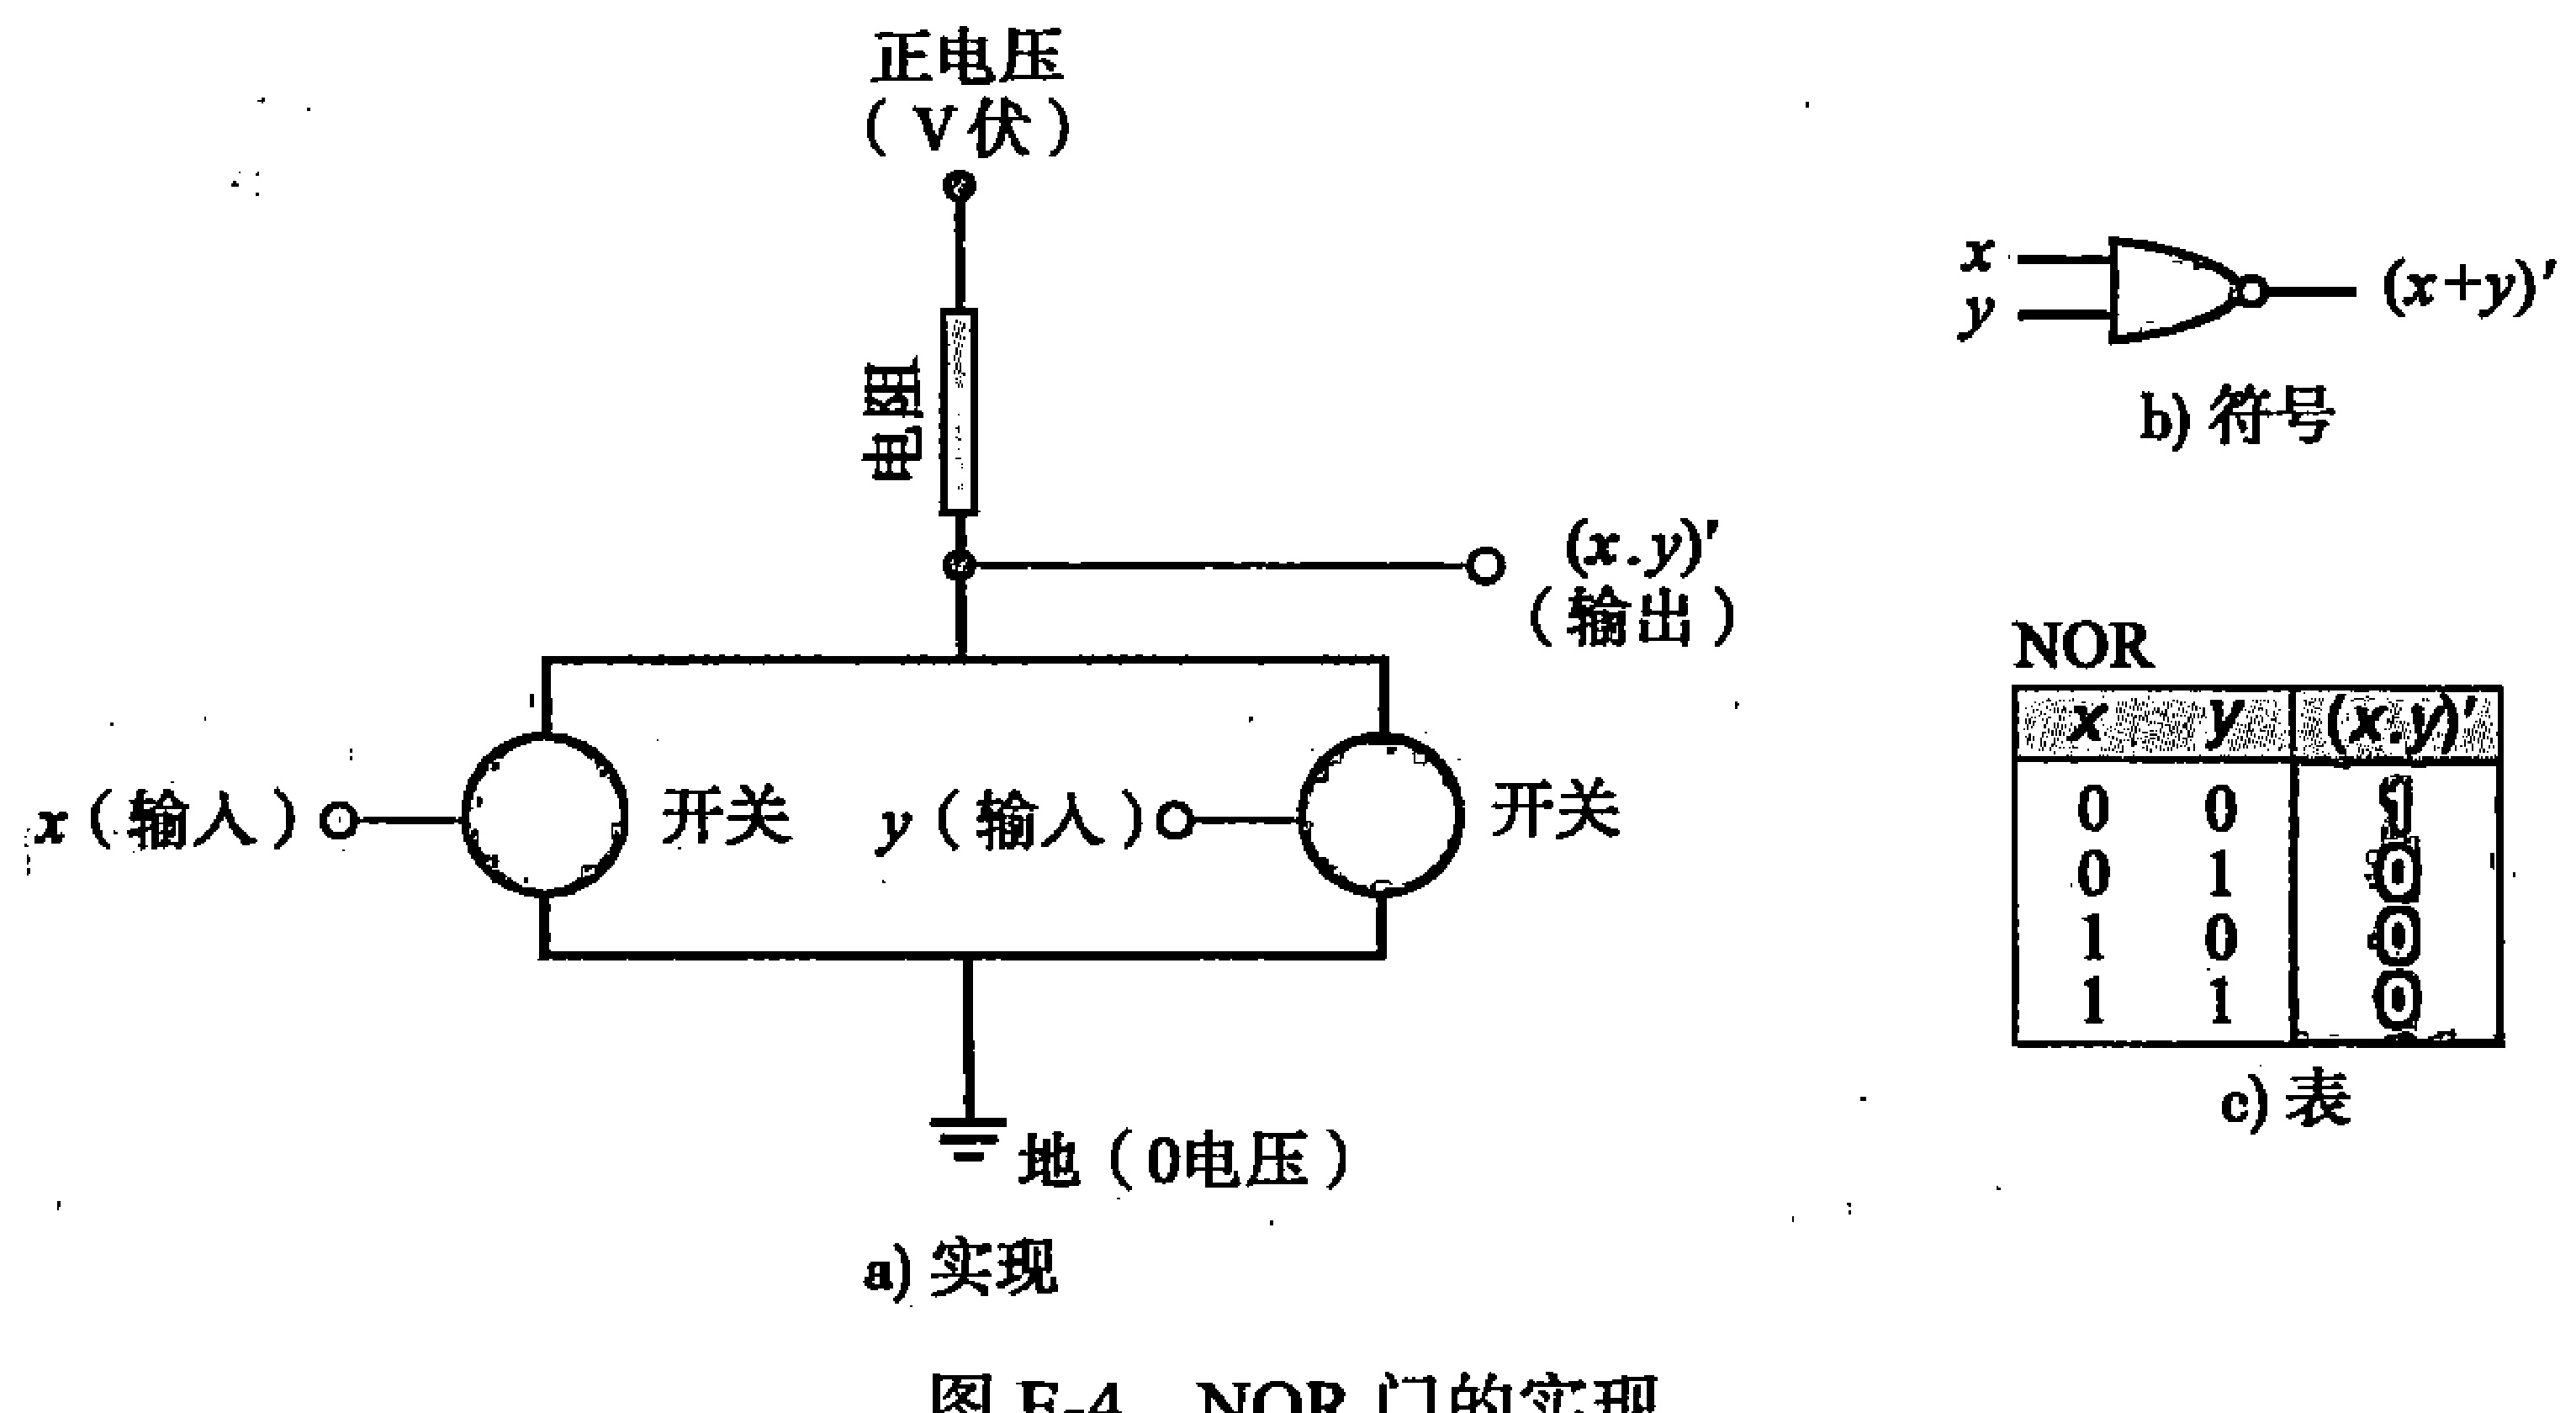 正电压
（V伏）
电阻
(x.y)′
（输出）
x（输入）
开关
y（输入）
开关
地（0电压）
a) 实现
x
y
(x+y)′
b) 符号
NOR
x y (x.y)′
0 0 1
0 1 0
1 0 0
1 1 0
c) 表
图 E-4 NOR 门的实现